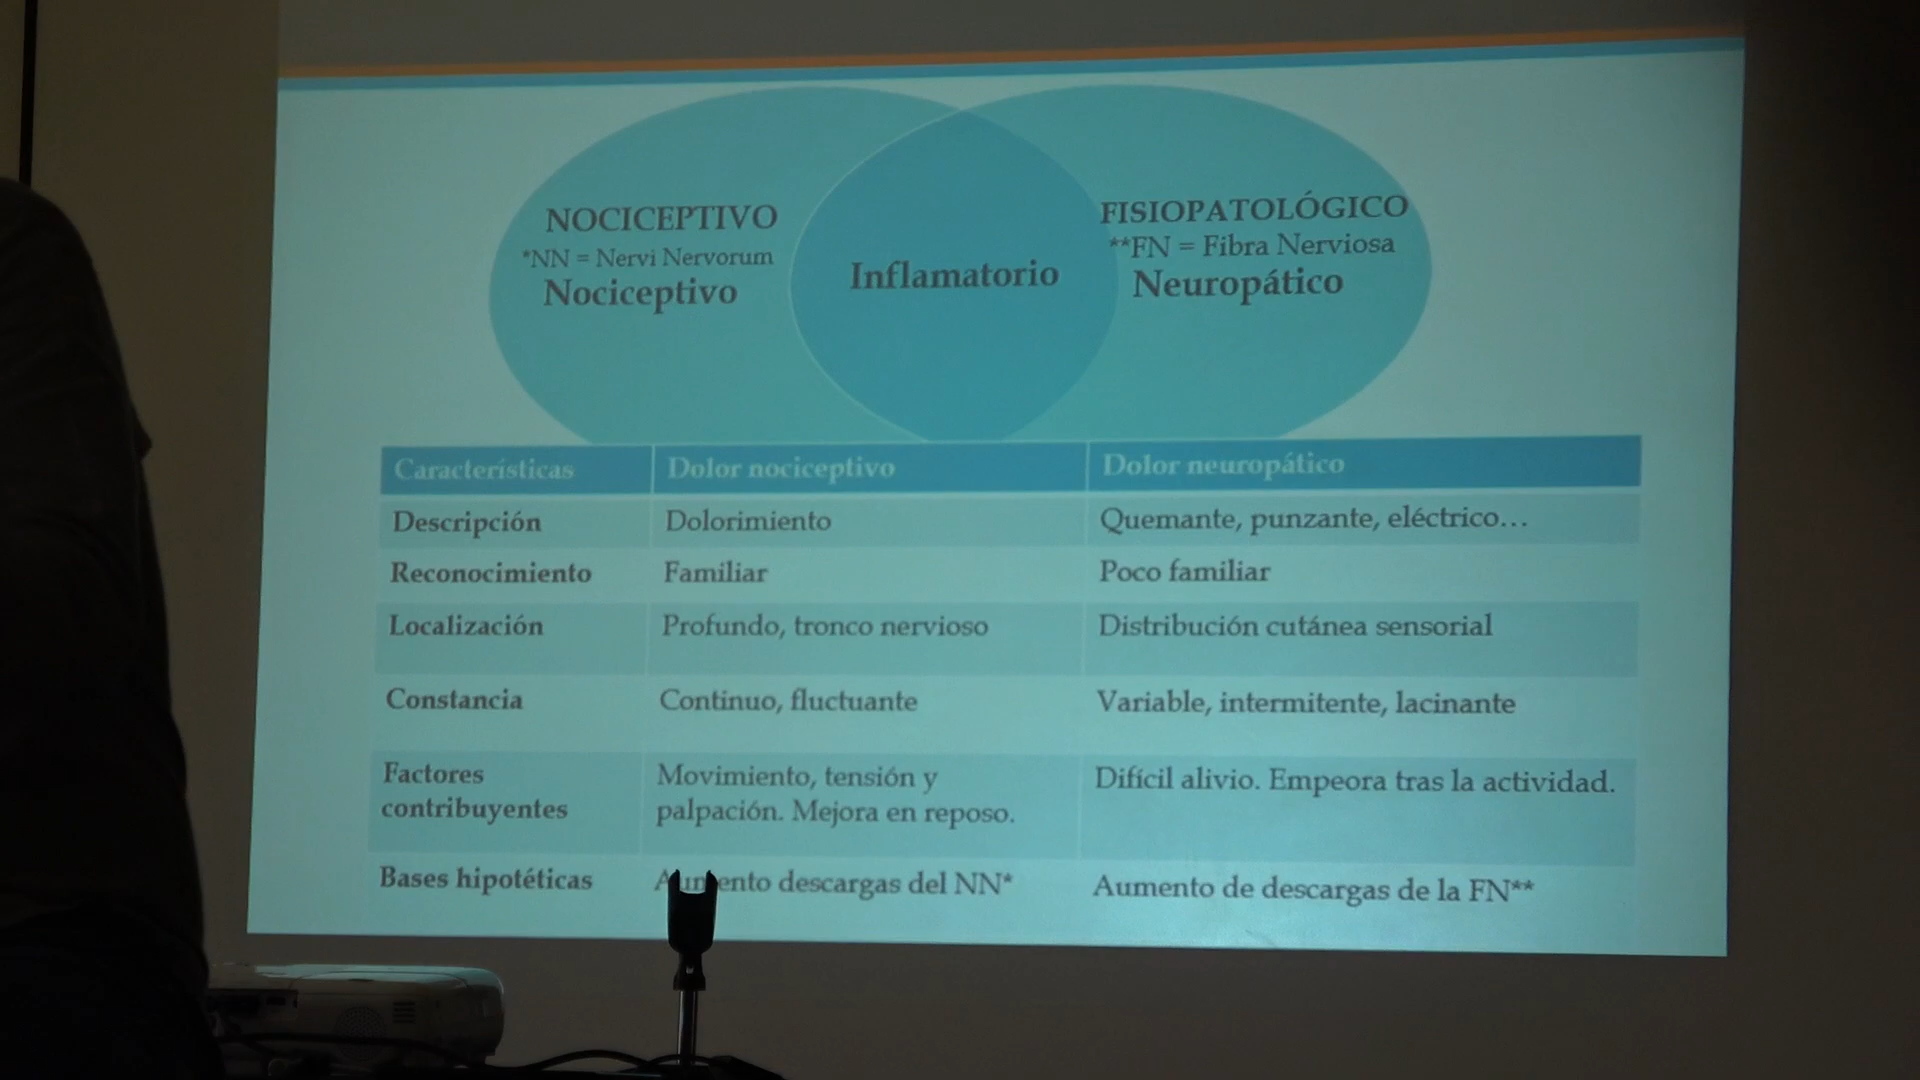 NOCICEPTIVO
*NN = Nervi Nervorum
Nociceptivo
Inflamatorio
FISIOPATOLÓGICO
**FN = Fibra Nerviosa
Neuropático
Características Dolor nociceptivo Dolor neuropático
Descripción Dolorimiento Quemante, punzante, eléctrico...
Reconocimiento Familiar Poco familiar
Localización Profundo, tronco nervioso Distribución cutánea sensorial
Constancia Continuo, fluctuante Variable, intermitente, lacinante
Factores contribuyentes
Movimiento, tensión y
palpación. Mejora en reposo.
Difícil alivio. Empeora tras la actividad.
Bases hipotéticas Aumento descargas del NN* Aumento de descargas de la FN**